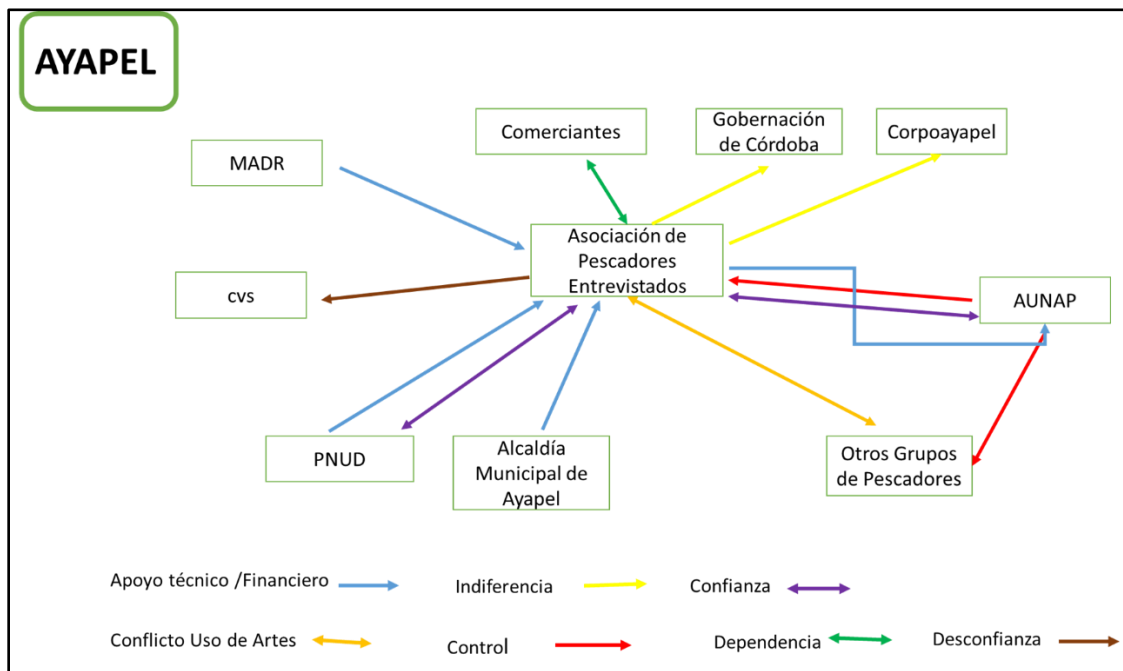 AYAPEL
MADR
Comerciantes
Gobernación
de Córdoba
Corpoayapel
Asociación de
Pescadores
Entrevistados
cvs
AUNAP
PNUD
Alcaldía
Municipal de
Ayapel
Otros Grupos
de Pescadores
Apoyo técnico /Financiero
Indiferencia
Confianza
Conflicto Uso de Artes
Control
Dependencia
Desconfianza